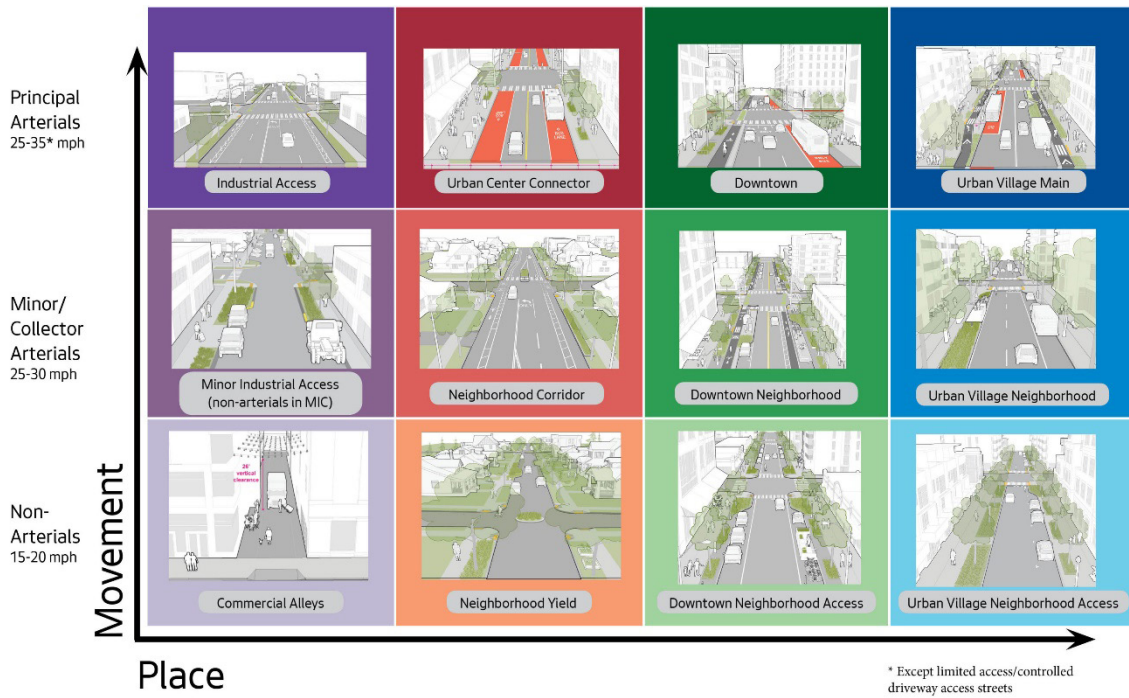 Principal
Arterials
25-35* mph
Industrial Access
Urban Center Connector
Downtown
Urban Village Main
Minor/
Collector
Arterials
25-30 mph
Minor Industrial Access
(non-arterials in MIC)
Neighborhood Corridor
Downtown Neighborhood
Urban Village Neighborhood
Non-
Arterials
15-20 mph
26'
vertical
clearance
Commercial Alleys
Neighborhood Yield
Downtown Neighborhood Access
Urban Village Neighborhood Access
Movement
Place
* Except limited access/controlled
driveway access streets